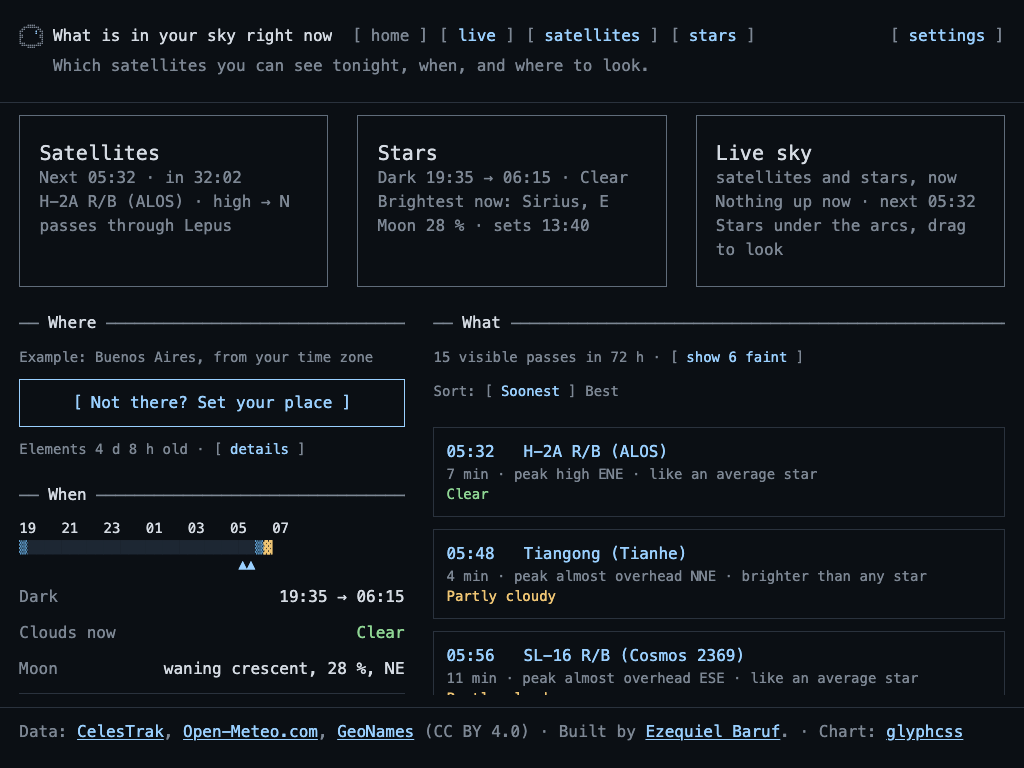 What is in your sky right now [ home ] [ live ] [ satellites ] [ stars ] [ settings ]
Which satellites you can see tonight, when, and where to look.
Satellites
Next 05:32 · in 32:02
H-2A R/B (ALOS) · high → N
passes through Lepus
Stars
Dark 19:35 → 06:15 · Clear
Brightest now: Sirius, E
Moon 28 % · sets 13:40
Live sky
satellites and stars, now
Nothing up now · next 05:32
Stars under the arcs, drag
to look
Where
Example: Buenos Aires, from your time zone
[ Not there? Set your place ]
Elements 4 d 8 h old · [ details ]
When
19 21 23 01 03 05 07
Dark 19:35 → 06:15
Clouds now Clear
Moon waning crescent, 28 %, NE
What
15 visible passes in 72 h · [ show 6 faint ]
Sort: [ Soonest ] Best
05:32 H-2A R/B (ALOS)
7 min · peak high ENE · like an average star
Clear
05:48 Tiangong (Tianhe)
4 min · peak almost overhead NNE · brighter than any star
Partly cloudy
05:56 SL-16 R/B (Cosmos 2369)
11 min · peak almost overhead ESE · like an average star
Data: CelesTrak, Open-Meteo.com, GeoNames (CC BY 4.0) · Built by Ezequiel Baruf. · Chart: glyphcss